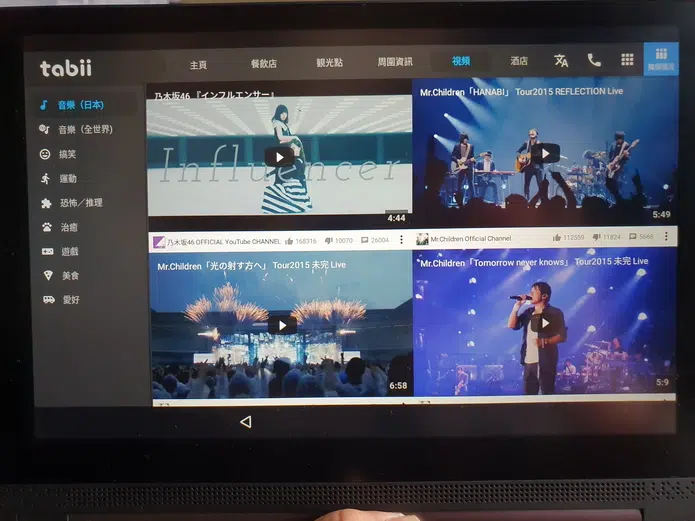 tabii
主頁
餐飲店
観光點
周圍資訊
視頻
酒店
音樂（日本）
音樂（全世界）
搞笑
運動
恐怖／推理
治癒
遊戲
美食
愛好
乃木坂46 『インフルエンサー』
Influencer
4:44
Mr.Children「HANABI」 Tour2015 REFLECTION Live
5:49
乃木坂46 OFFICIAL YouTube CHANNEL 168316 10070 26004
Mr.Children Official Channel 112559 11824 5666
Mr.Children「光の射す方へ」 Tour2015 未完 Live
6:58
Mr.Children「Tomorrow never knows」 Tour2015 未完 Live
5:9